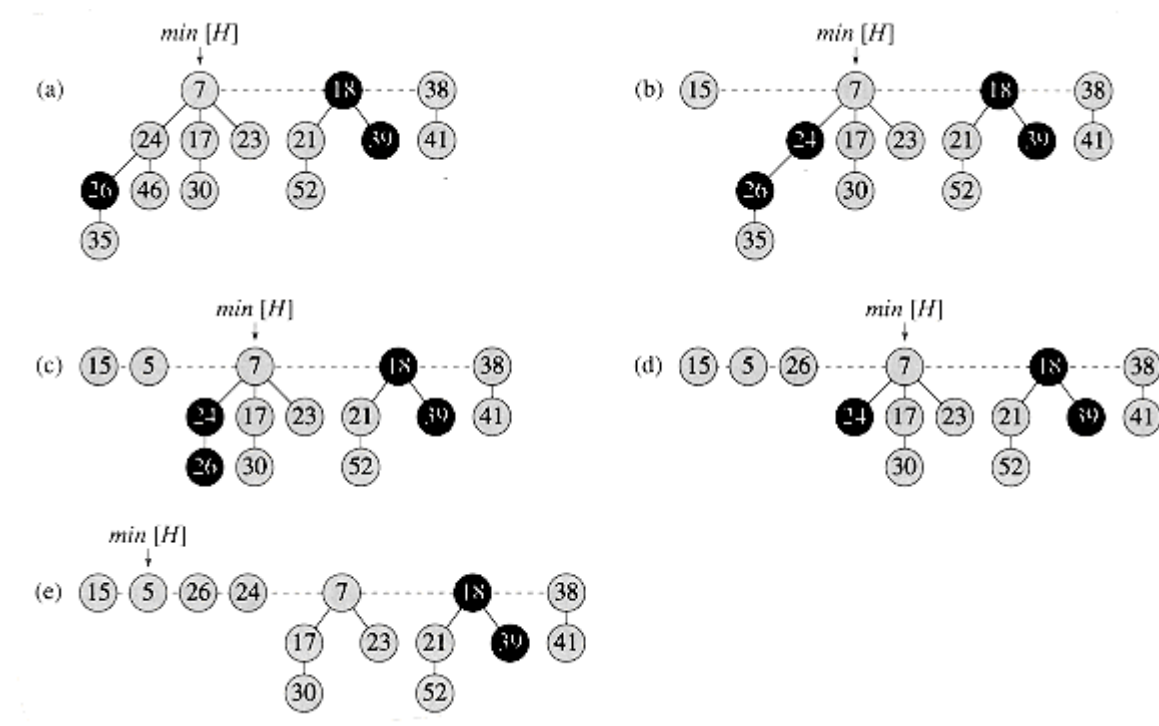 min [H]
(a) 7 18 38
24 17 23 21 39 41
26 46 30 52
35
min [H]
(b) 15 7 18 38
24 17 23 21 39 41
26 30 52
35
min [H]
(c) 15 5 7 18 38
24 17 23 21 39 41
26 30 52
min [H]
(d) 15 5 26 7 18 38
24 17 23 21 39 41
30 52
min [H]
(e) 15 5 26 24 7 18 38
17 23 21 39 41
30 52